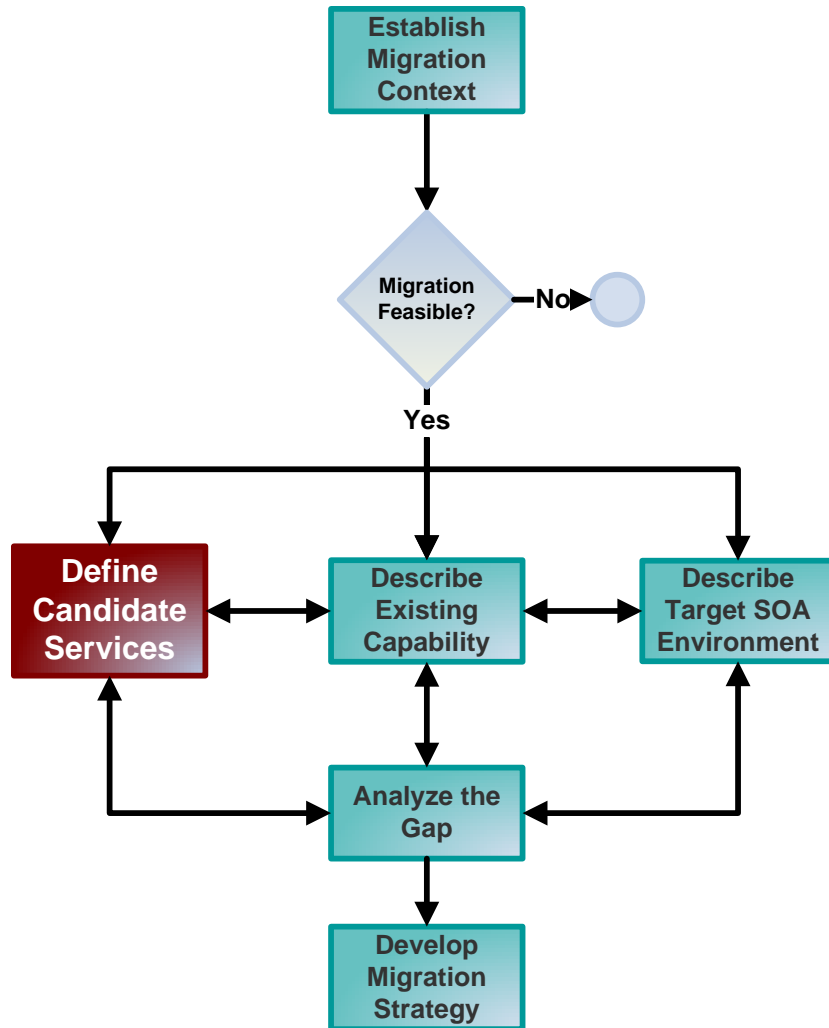 Establish
Migration
Context
Migration
Feasible?
No
Yes
Define
Candidate
Services
Describe
Existing
Capability
Describe
Target SOA
Environment
Analyze the
Gap
Develop
Migration
Strategy